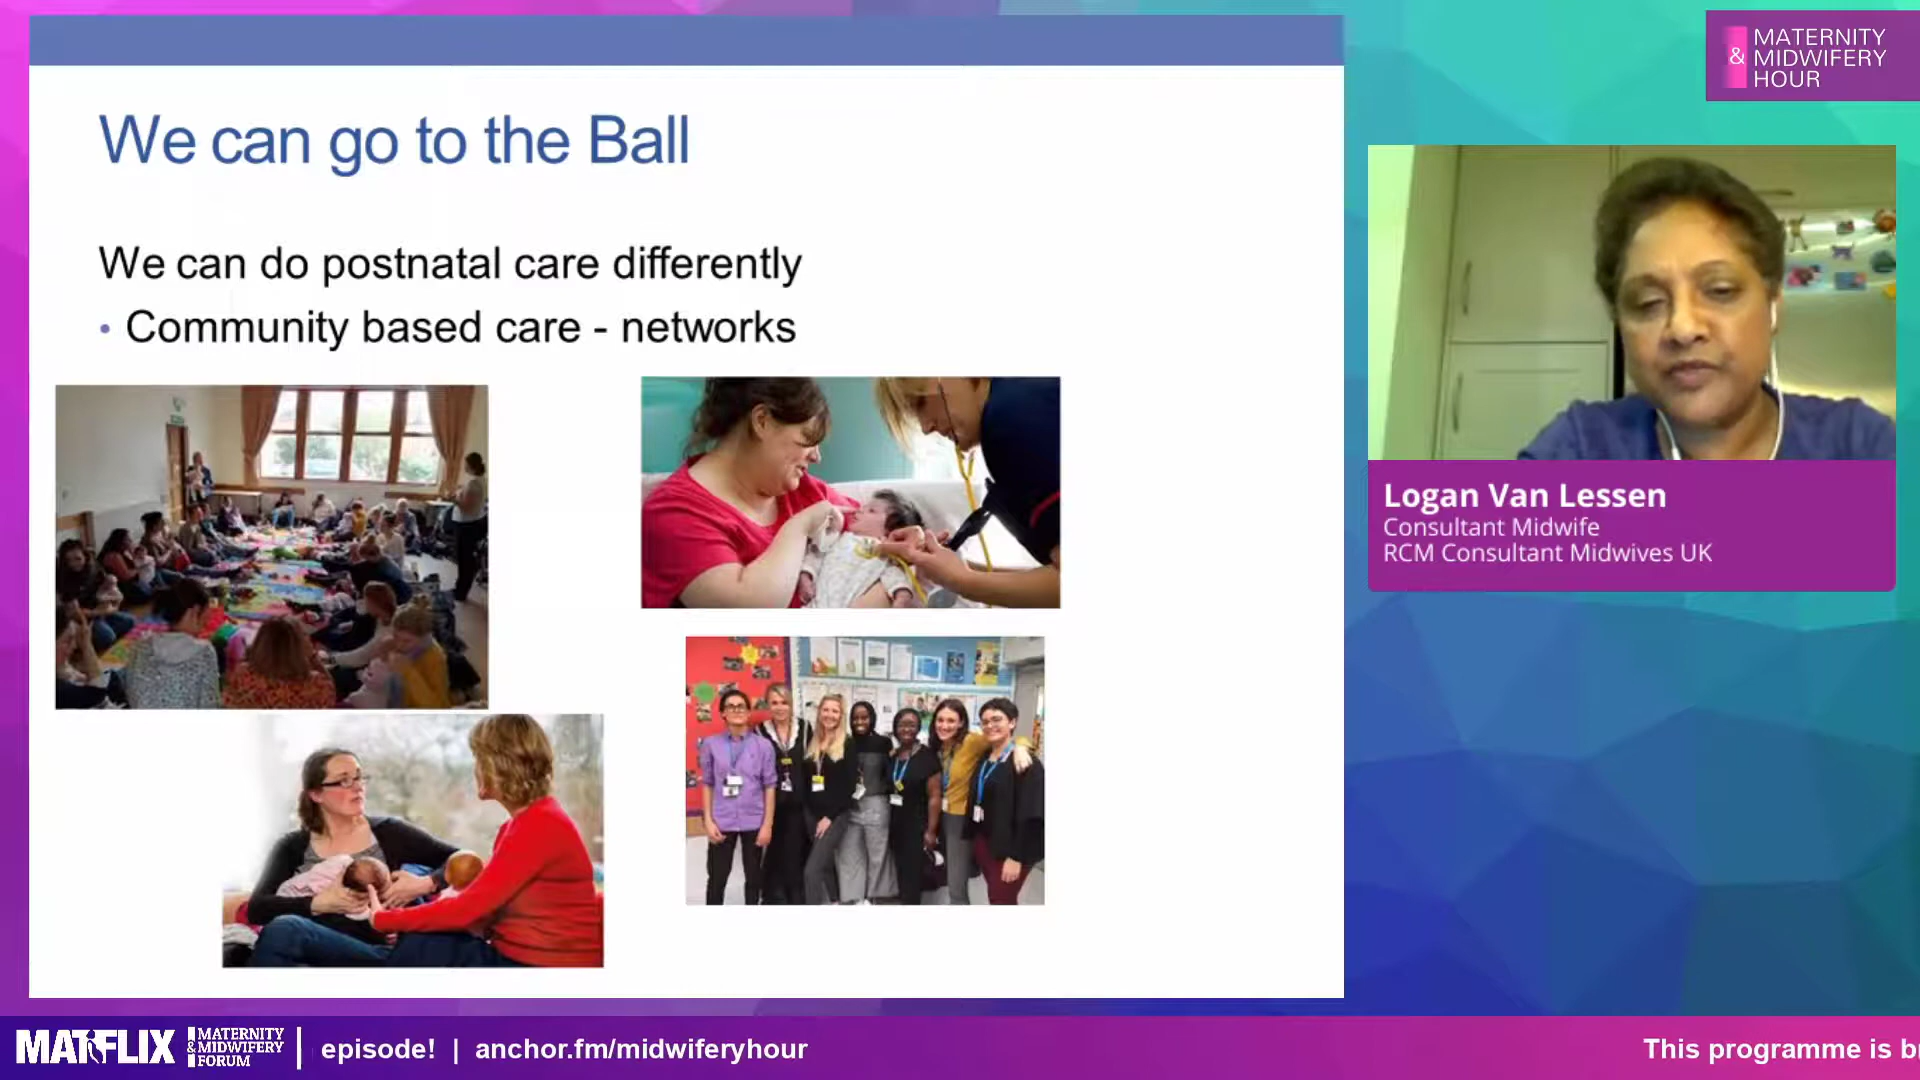 We can go to the Ball
We can do postnatal care differently
• Community based care - networks
MATERNITY
& MIDWIFERY
HOUR
Logan Van Lessen
Consultant Midwife
RCM Consultant Midwives UK
MATFLIX
MATERNITY
& MIDWIFERY
FORUM
episode! | anchor.fm/midwiferyhour
This programme is